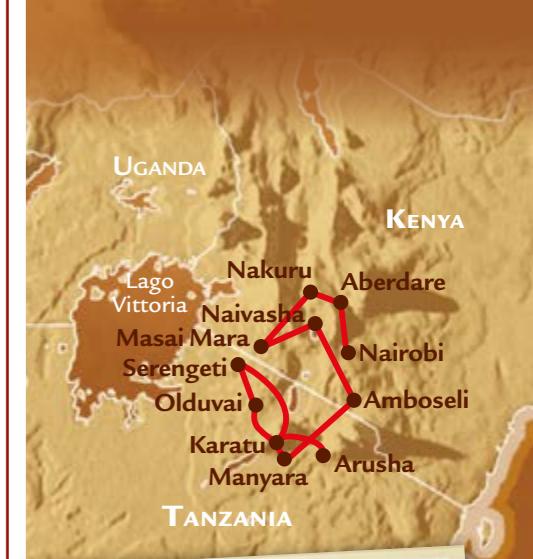 UGANDA
KENYA
Nakuru
Aberdare
Lago
Vittoria
Naivasha
Masai Mara
Nairobi
Serengeti
Olduvai
Amboseli
Karatu
Arusha
Manyara
TANZANIA